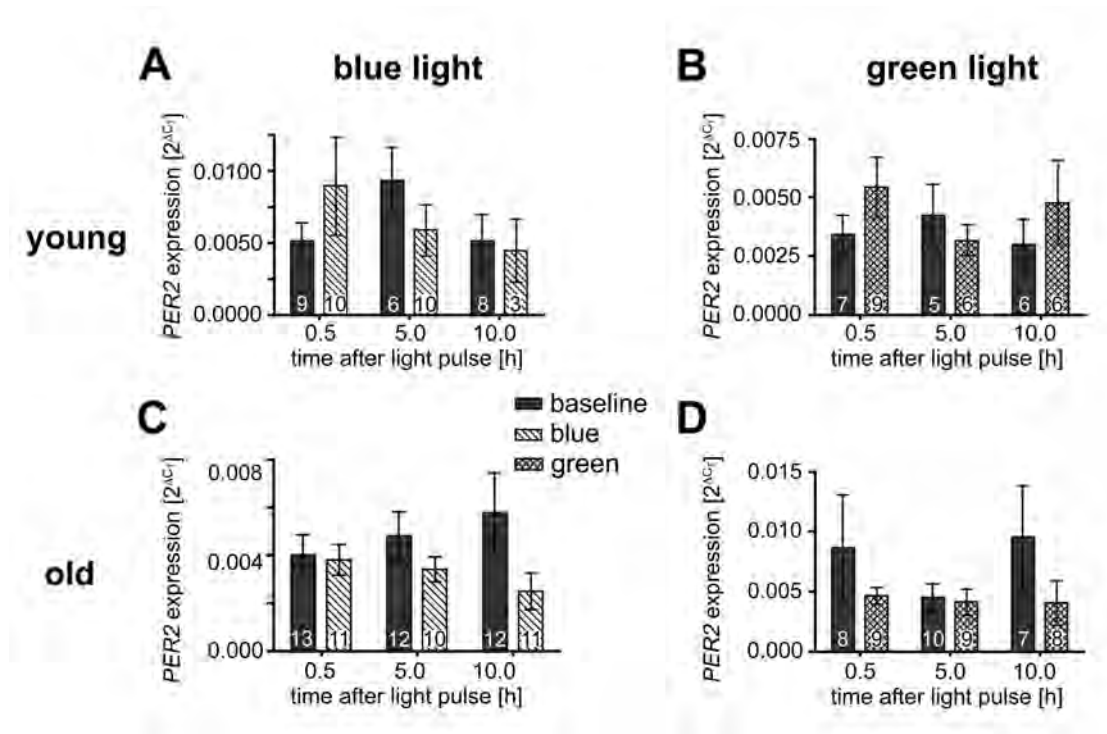 A blue light
B green light
young
old
PER2 expression [2^ΔCT]
0.0100
0.0050
0.0000
9 10 6 10 8 3
0.5 5.0 10.0
time after light pulse [h]
PER2 expression [2^ΔCT]
0.0075
0.0050
0.0025
0.0000
7 9 5 6 6 6
0.5 5.0 10.0
time after light pulse [h]
C
baseline
blue
green
D
PER2 expression [2^ΔCT]
0.008
0.004
0.000
13 11 12 10 12 11
0.5 5.0 10.0
time after light pulse [h]
PER2 expression [2^ΔCT]
0.015
0.010
0.005
0.000
8 9 10 9 7 8
0.5 5.0 10.0
time after light pulse [h]